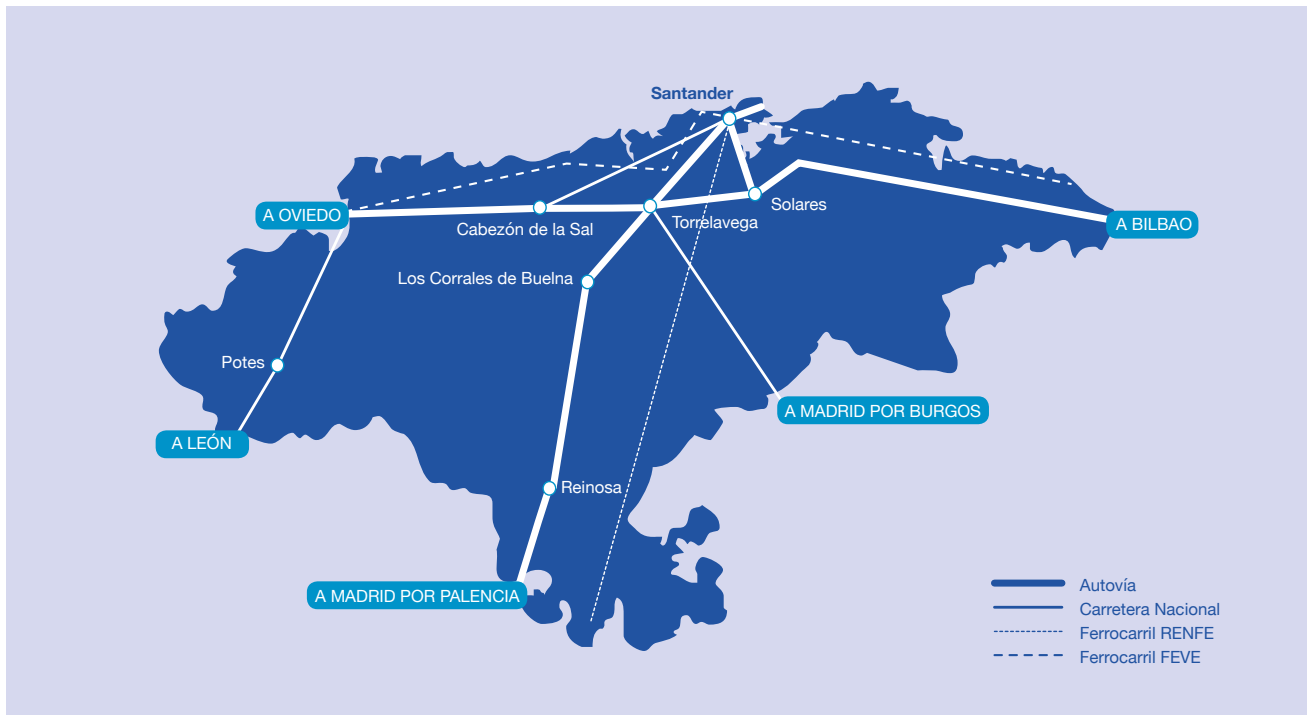 Santander
A OVIEDO
Cabezón de la Sal
Torrelavega
Solares
A BILBAO
Los Corrales de Buelna
Potes
A LEÓN
A MADRID POR BURGOS
Reinosa
A MADRID POR PALENCIA
Autovía
Carretera Nacional
Ferrocarril RENFE
Ferrocarril FEVE